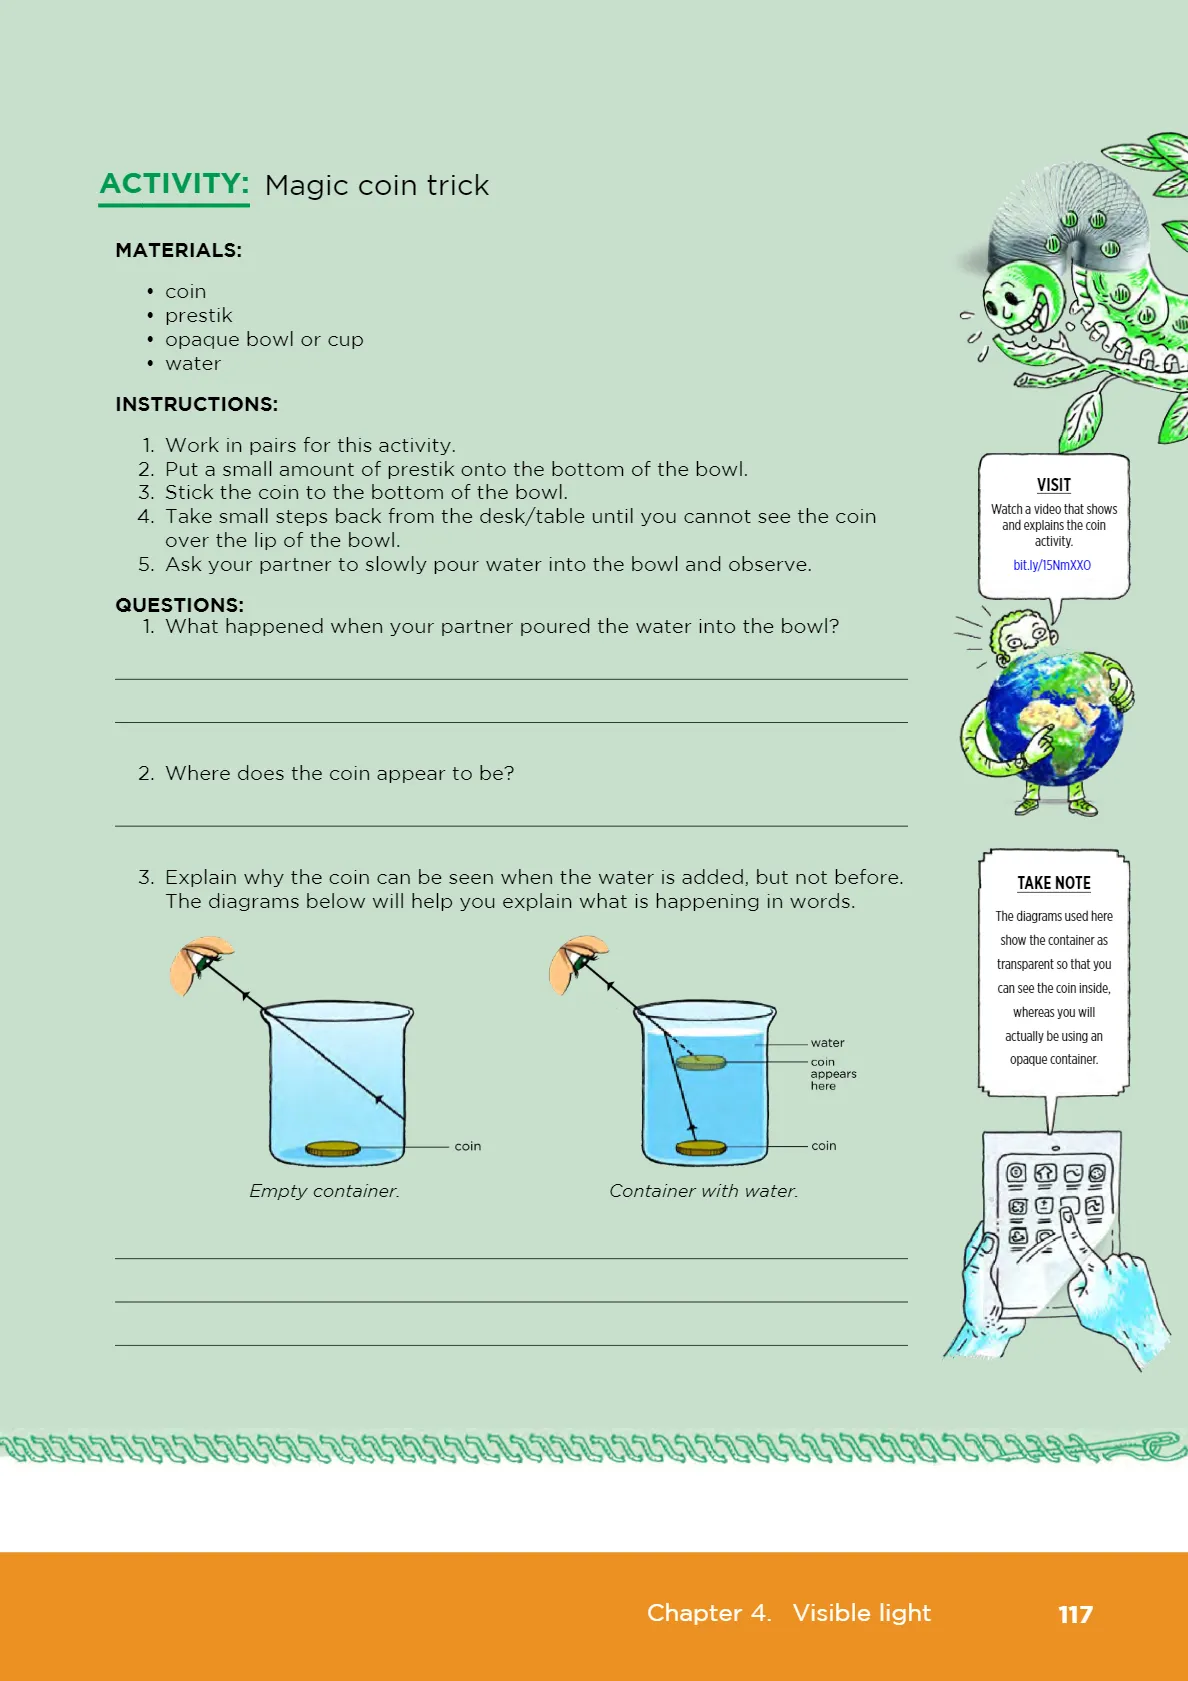 ACTIVITY: Magic coin trick
MATERIALS:
• coin
• prestik
• opaque bowl or cup
• water
INSTRUCTIONS:
1. Work in pairs for this activity.
2. Put a small amount of prestik onto the bottom of the bowl.
3. Stick the coin to the bottom of the bowl.
4. Take small steps back from the desk/table until you cannot see the coin
over the lip of the bowl.
5. Ask your partner to slowly pour water into the bowl and observe.
QUESTIONS:
1. What happened when your partner poured the water into the bowl?
2. Where does the coin appear to be?
3. Explain why the coin can be seen when the water is added, but not before.
The diagrams below will help you explain what is happening in words.
coin
Empty container.
water
coin
appears
here
coin
Container with water.
VISIT
Watch a video that shows
and explains the coin
activity.
bit.ly/15NmXXO
TAKE NOTE
The diagrams used here
show the container as
transparent so that you
can see the coin inside,
whereas you will
actually be using an
opaque container.
Chapter 4. Visible light
117